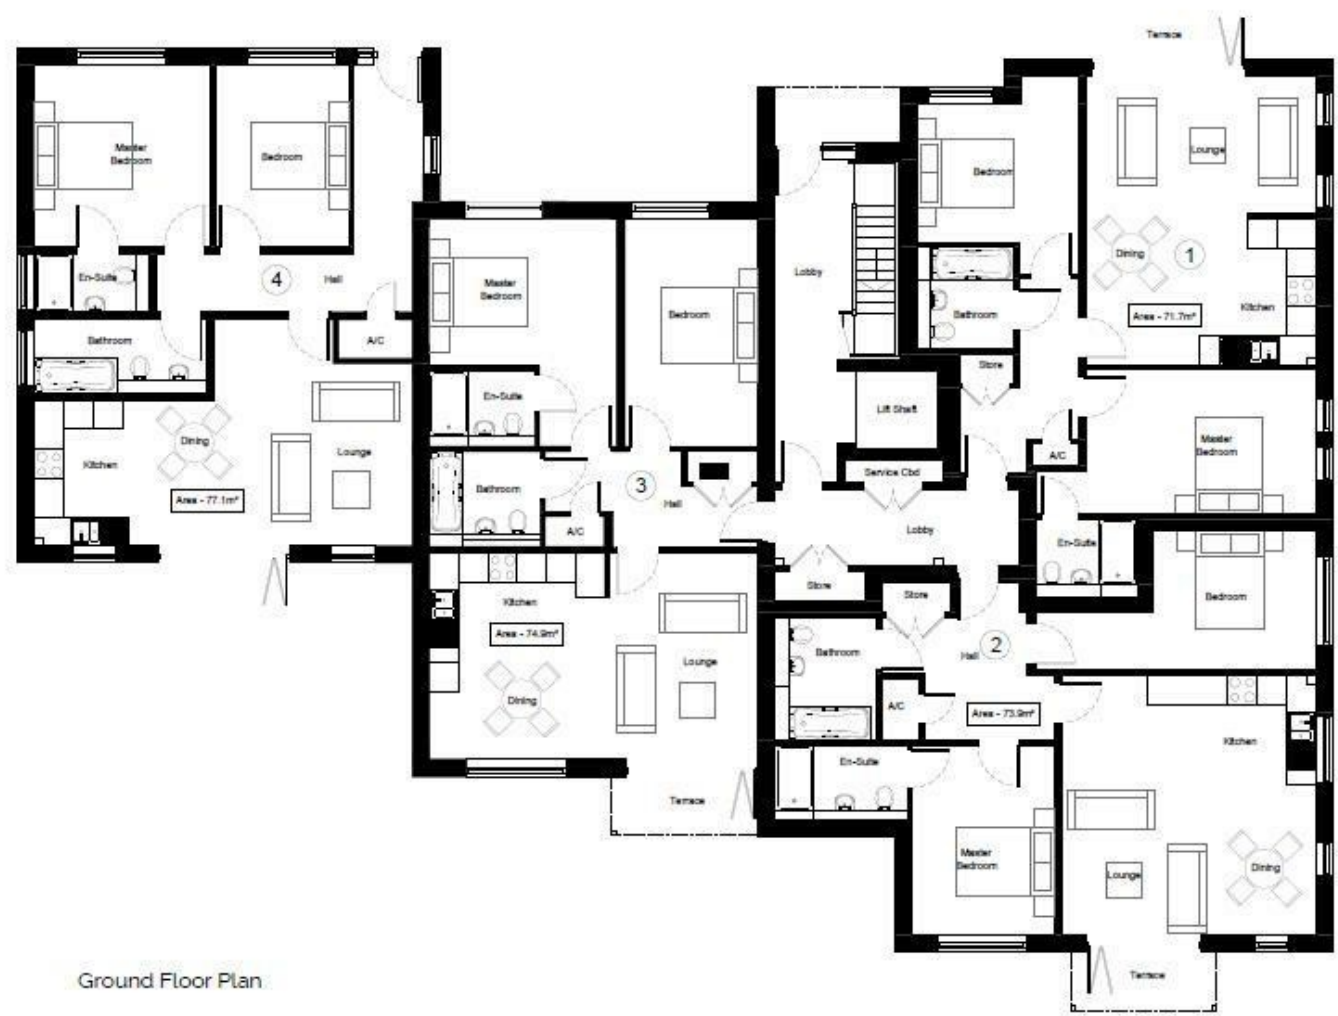 Terrace
Master
Bedroom
Bedroom
En-Suite
4
Hall
Bathroom
A/C
Dining
Lounge
Kitchen
Area - 77.1m²
Master
Bedroom
Bedroom
En-Suite
Bathroom
3
Hall
A/C
Kitchen
Area - 74.9m²
Lounge
Dining
Terrace
Lobby
Lift Shaft
Service Cbd
Lobby
Store
Bedroom
Lounge
Dining
1
Kitchen
Area - 71.7m²
Bathroom
Store
Master
Bedroom
A/C
En-Suite
Bedroom
Store
Bathroom
Hall
2
A/C
Area - 73.9m²
Kitchen
En-Suite
Master
Bedroom
Lounge
Dining
Terrace
Ground Floor Plan